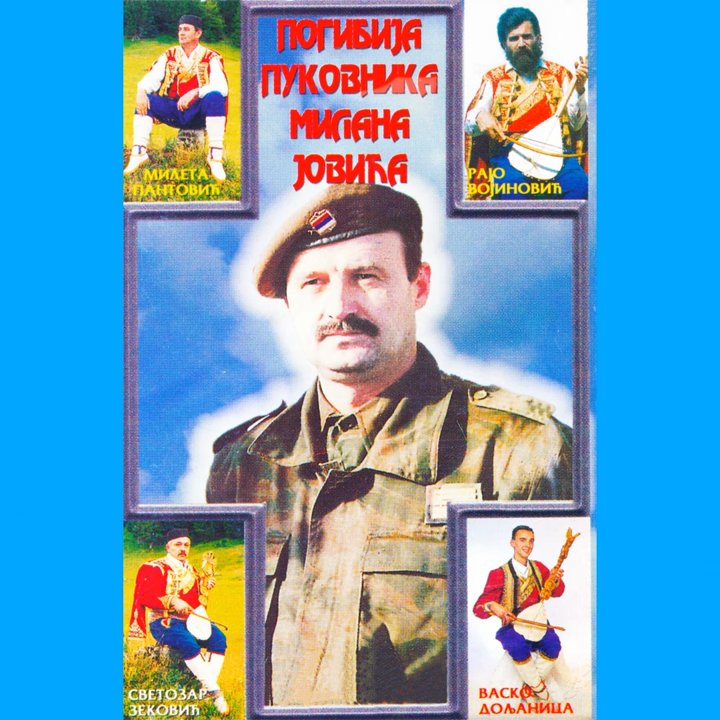 ПОГИБИЈА
ПУКОВНИКА
МИЛАНА
ЈОВИЋА
МИЛЕТА
ПАНТОВИЋ
РАЈО
ВОЈИНОВИЋ
СВЕТОЗАР
ЗЕКОВИЋ
ВАСКО
ДОЉАНИЦА